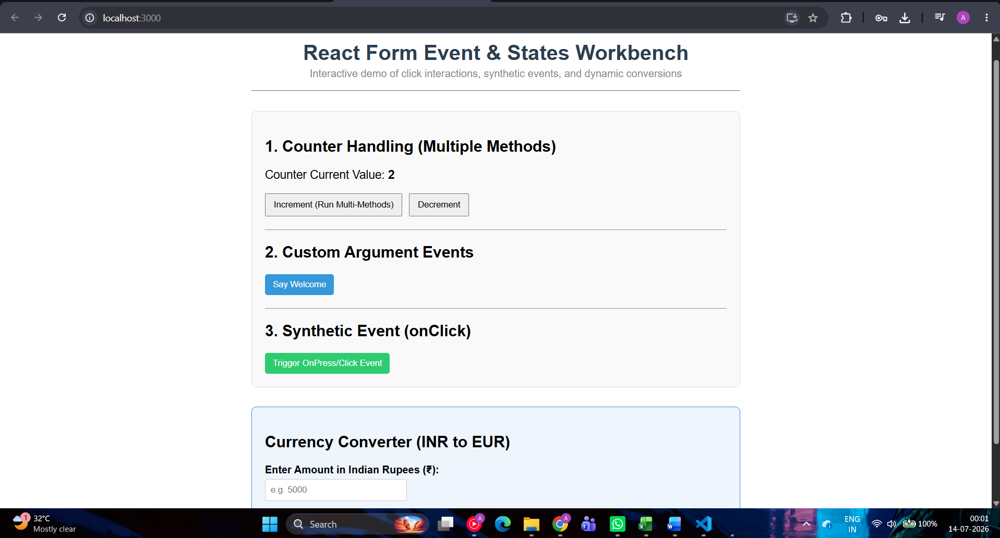 localhost:3000
A
React Form Event & States Workbench
Interactive demo of click interactions, synthetic events, and dynamic conversions
1. Counter Handling (Multiple Methods)
Counter Current Value: 2
Increment (Run Multi-Methods)
Decrement
2. Custom Argument Events
Say Welcome
3. Synthetic Event (onClick)
Trigger OnPress/Click Event
Currency Converter (INR to EUR)
Enter Amount in Indian Rupees (₹):
e.g. 5000
1
32°C
Mostly clear
Search
A
A
ENG
IN
100%
00:01
14-07-2026